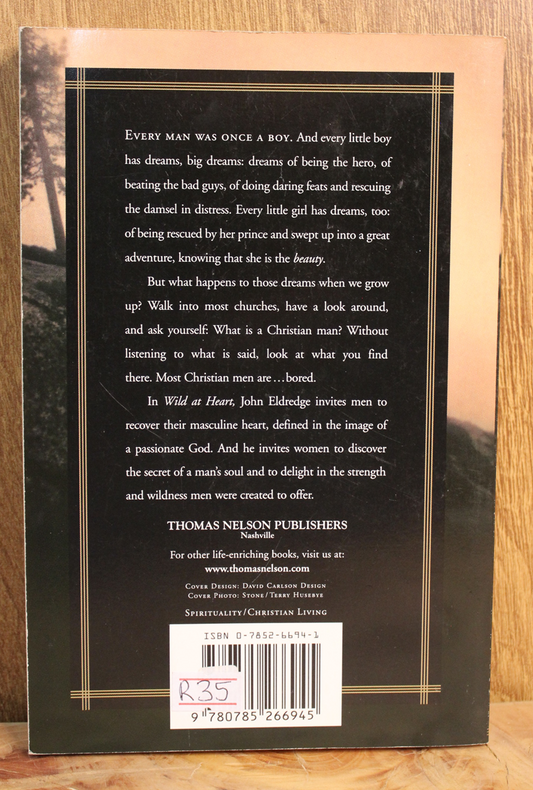 EVERY MAN WAS ONCE A BOY. And every little boy
has dreams, big dreams: dreams of being the hero, of
beating the bad guys, of doing daring feats and rescuing
the damsel in distress. Every little girl has dreams, too:
of being rescued by her prince and swept up into a great
adventure, knowing that she is the beauty.
But what happens to those dreams when we grow
up? Walk into most churches, have a look around,
and ask yourself: What is a Christian man? Without
listening to what is said, look at what you find
there. Most Christian men are...bored.
In Wild at Heart, John Eldredge invites men to
recover their masculine heart, defined in the image of
a passionate God. And he invites women to discover
the secret of a man's soul and to delight in the strength
and wildness men were created to offer.
THOMAS NELSON PUBLISHERS
Nashville
For other life-enriching books, visit us at:
www.thomasnelson.com
COVER DESIGN: DAVID CARLSON DESIGN
COVER PHOTO: STONE/TERRY HUSEBYE
SPIRITUALITY/CHRISTIAN LIVING
ISBN 0-7852-6694-1
R35
9 780785 266945